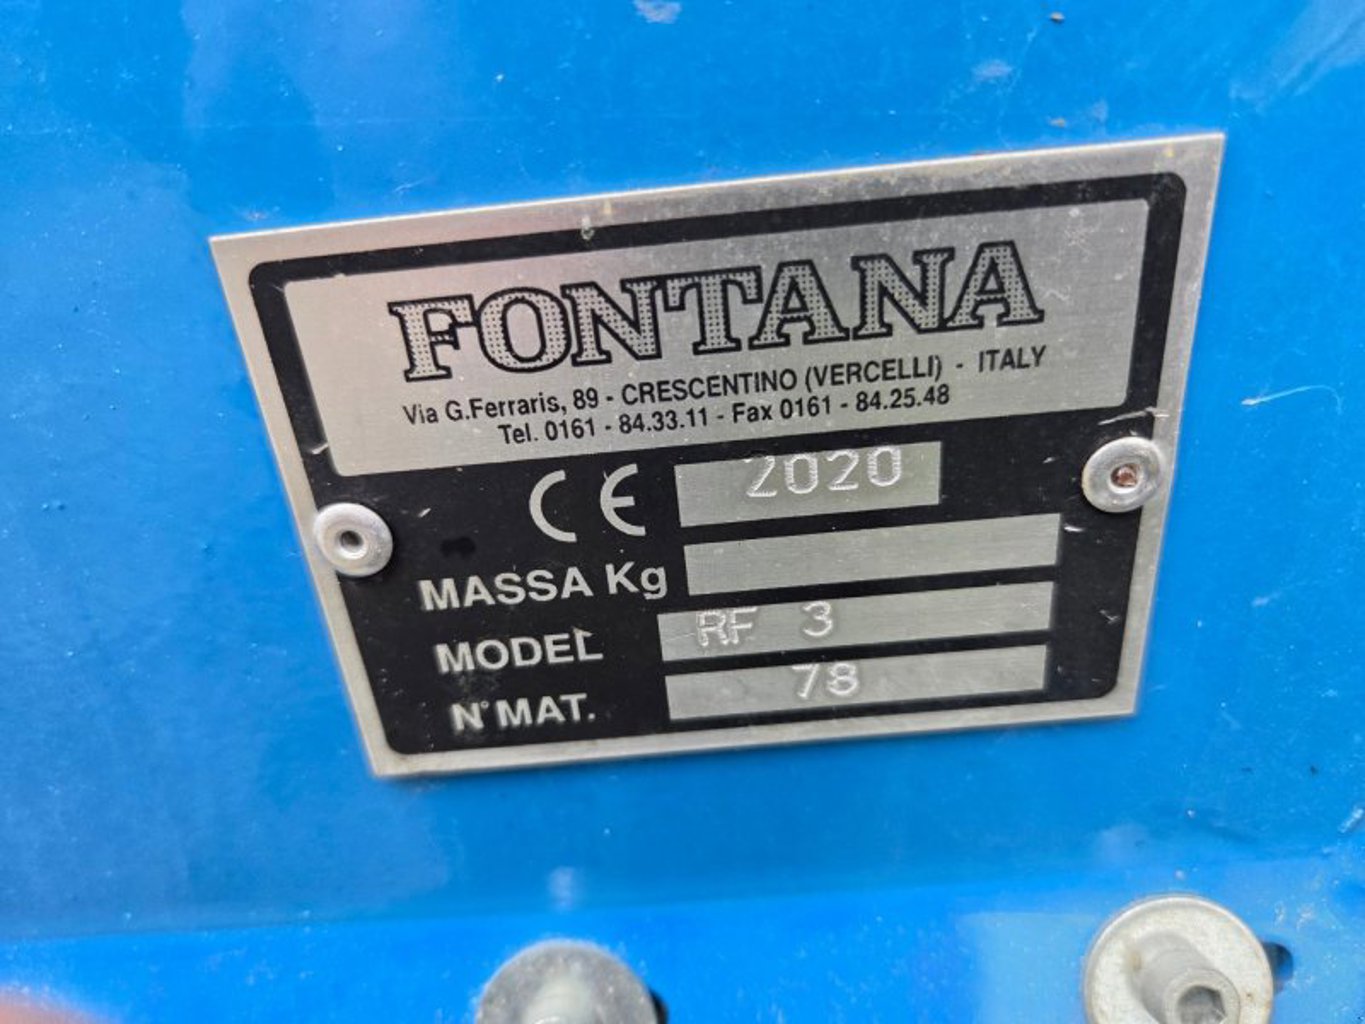 FONTANA
Via G.Ferraris, 89 - CRESCENTINO (VERCELLI) - ITALY
Tel. 0161 - 84.33.11 - Fax 0161 - 84.25.48
CE 2020
MASSA Kg
MODEL RF 3
N° MAT. 78